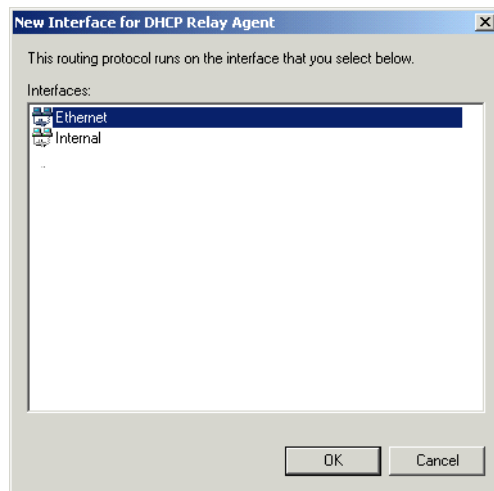 New Interface for DHCP Relay Agent
This routing protocol runs on the interface that you select below.
Interfaces:
Ethernet
Internal
OK Cancel